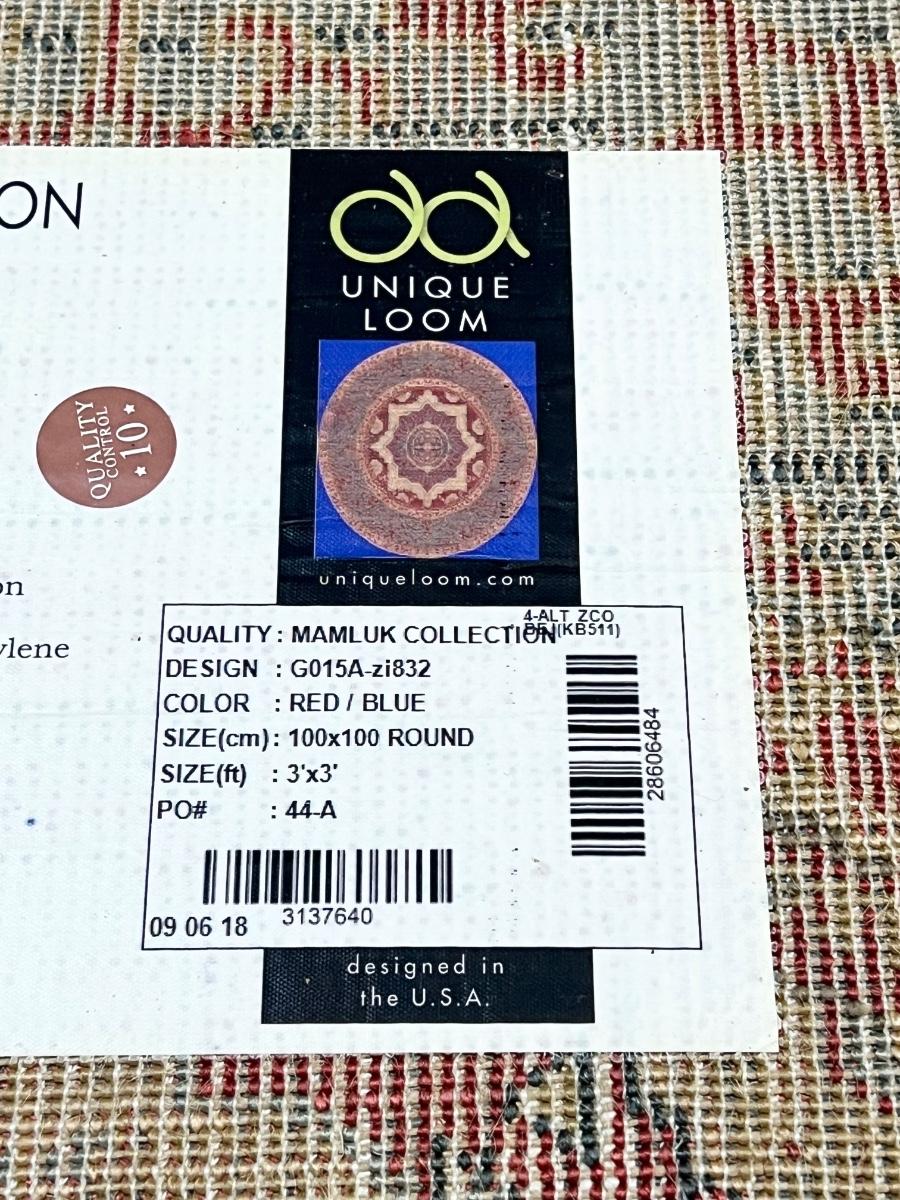 ON
UNIQUE
LOOM
QUALITY
CONTROL
10
on
ylene
uniqueloom.com
4-ALT ZCO
(KB511)
QUALITY : MAMLUK COLLECTION
DESIGN : G015A-zi832
COLOR : RED / BLUE
SIZE(cm) : 100x100 ROUND
SIZE(ft) : 3'x3'
PO# : 44-A
28606484
3137640
09 06 18
designed in
the U.S.A.